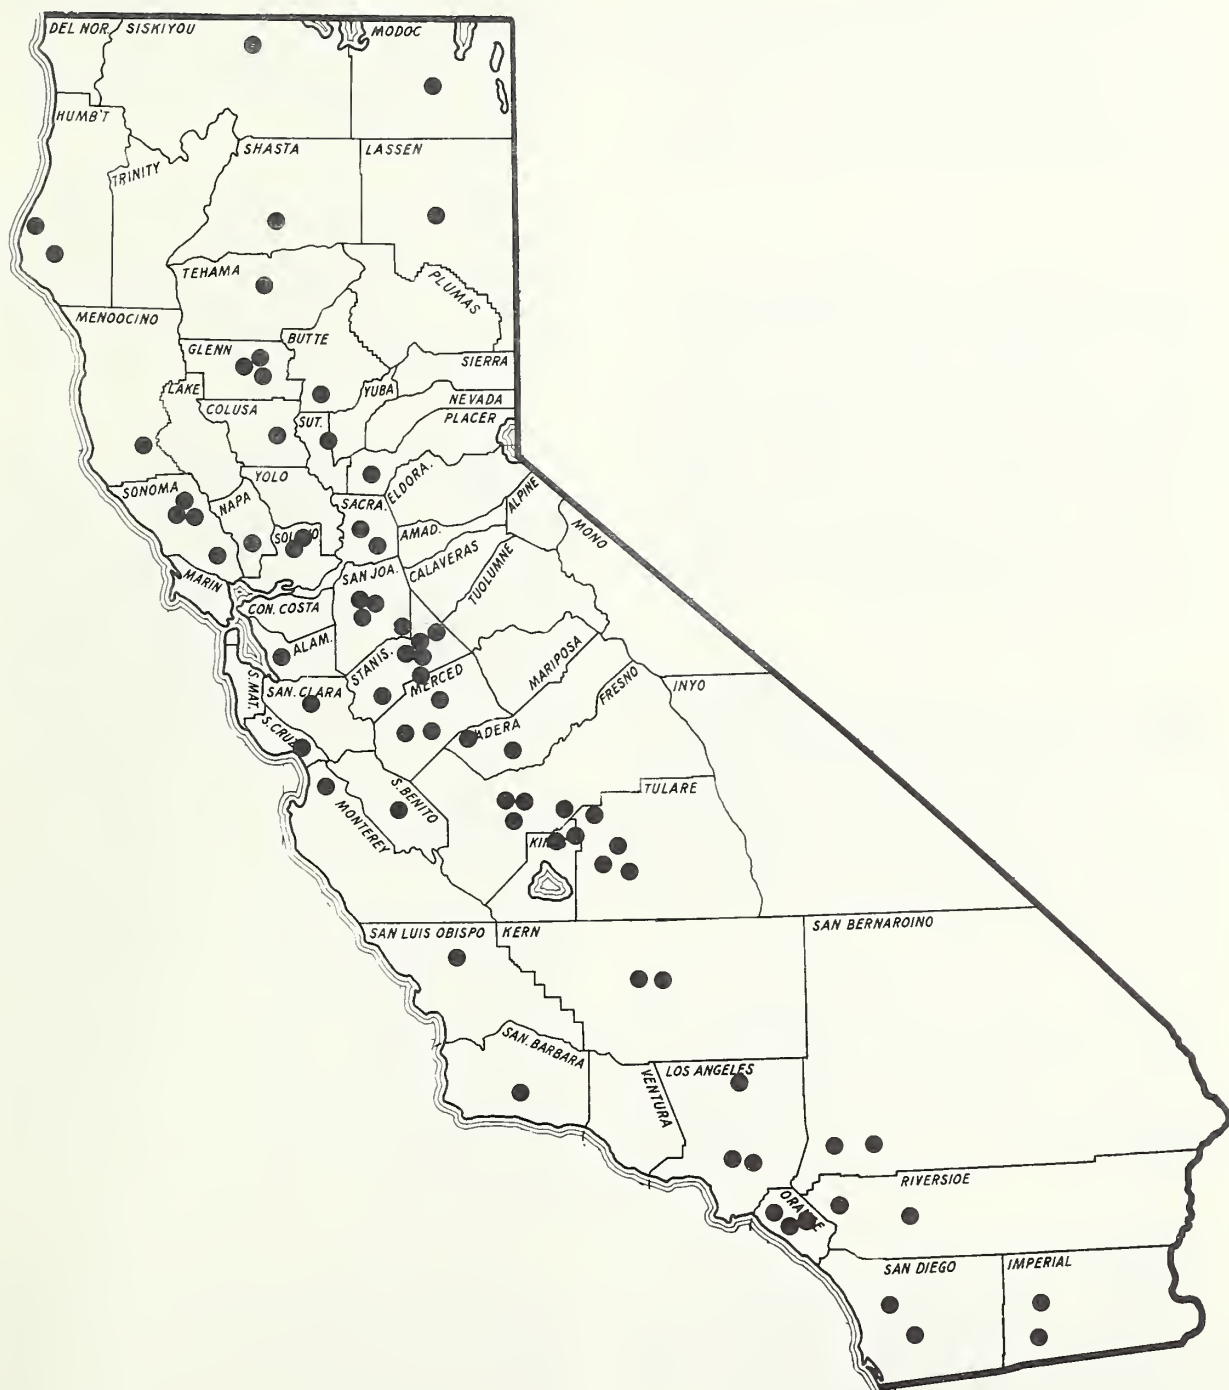 DEL NOR. SISKIYOU MODOC
HUMB'T
TRINITY
SHASTA LASSEN
TEHAMA
PLUMAS
MENOOCINO
GLENN
BUTTE
SIERRA
LAKE
YUBA
NEVADA
COLUSA
SUT.
PLACER
YOLO
ELDORA.
SONOMA
NAPA
SACRA.
ALPINE
AMAD.
MONO
CALAVERAS
TUOLUMNE
MARIN
SAN JOA.
CON. COSTA
ALAM.
STANIS.
MARIPOSA
S. MAT.
SAN. CLARA
MERCED
FRESNO
INYO
S. CRUZ
S. BENITO
TULARE
MONTEREY
SAN LUIS OBISPO KERN
SAN BERNAROINO
SAN. BARBARA
VENTURA
LOS ANGELES
RIVERSIOE
SAN DIEGO IMPERIAL